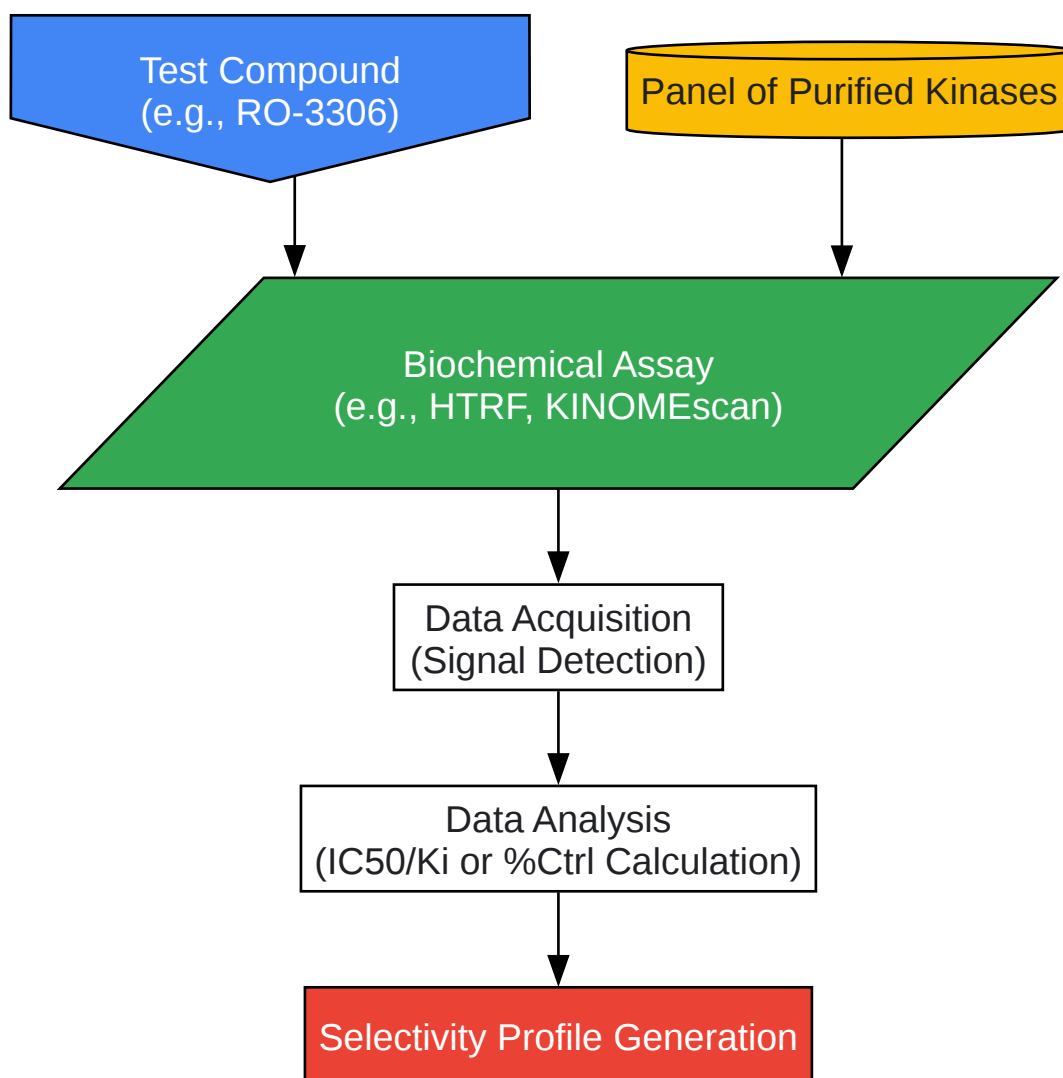 Test Compound
(e.g., RO-3306)
Panel of Purified Kinases
Biochemical Assay
(e.g., HTRF, KINOMEscan)
Data Acquisition
(Signal Detection)
Data Analysis
(IC50/Ki or %Ctrl Calculation)
Selectivity Profile Generation